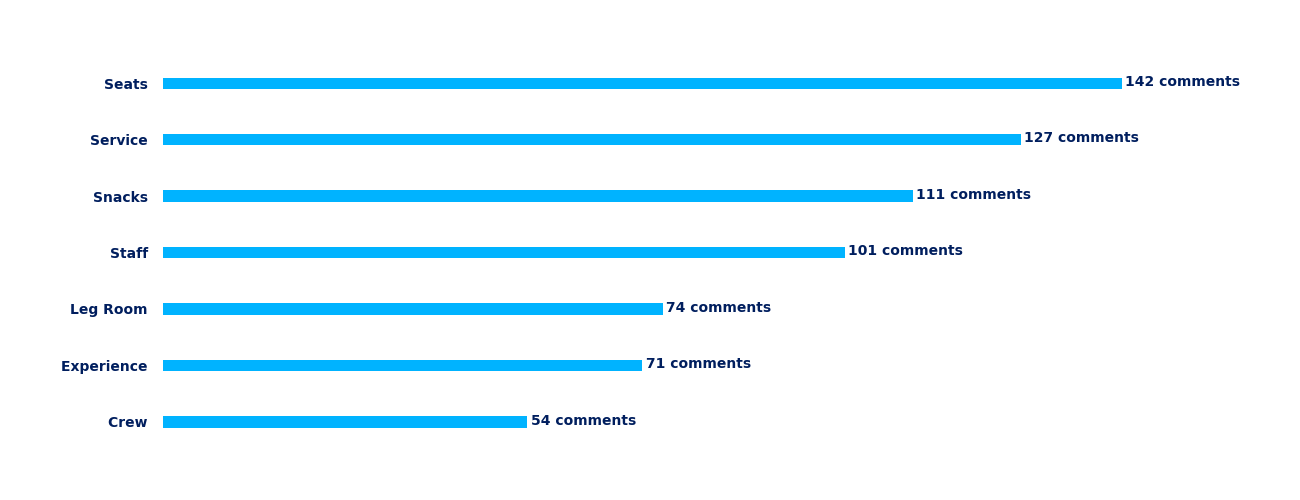 Seats 142 comments
Service 127 comments
Snacks 111 comments
Staff 101 comments
Leg Room 74 comments
Experience 71 comments
Crew 54 comments